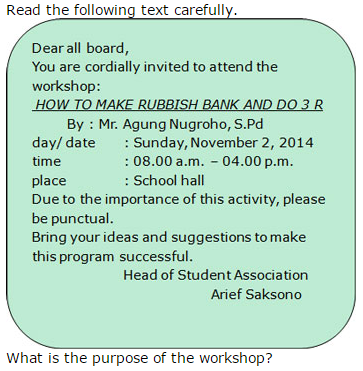 Read the following text carefully.
Dear all board,
You are cordially invited to attend the
workshop:
HOW TO MAKE RUBBISH BANK AND DO 3 R
By : Mr. Agung Nugroho, S.Pd
day/ date : Sunday, November 2, 2014
time : 08.00 a.m. – 04.00 p.m.
place : School hall
Due to the importance of this activity, please
be punctual.
Bring your ideas and suggestions to make
this program successful.
Head of Student Association
Arief Saksono
What is the purpose of the workshop?